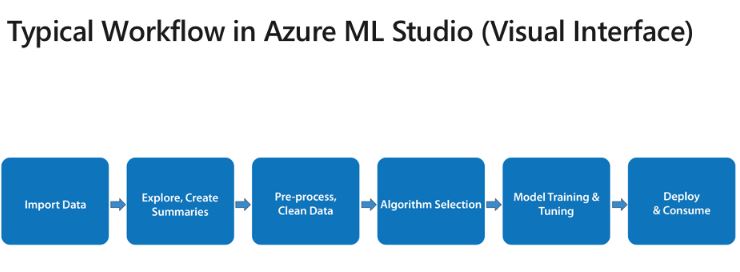 Typical Workflow in Azure ML Studio (Visual Interface)
Import Data
Explore, Create
Summaries
Pre-process,
Clean Data
Algorithm Selection
Model Training &
Tuning
Deploy
& Consume